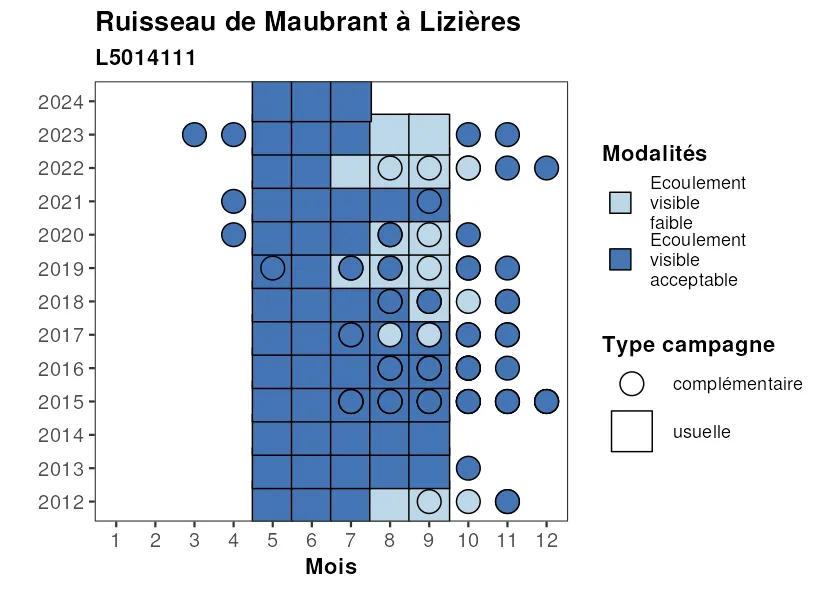 Ruisseau de Maubrant à Lizières
L5014111
2024
2023
2022
2021
2020
2019
2018
2017
2016
2015
2014
2013
2012
1 2 3 4 5 6 7 8 9 10 11 12
Mois
Modalités
Ecoulement
visible
faible
Ecoulement
visible
acceptable
Type campagne
complémentaire
usuelle